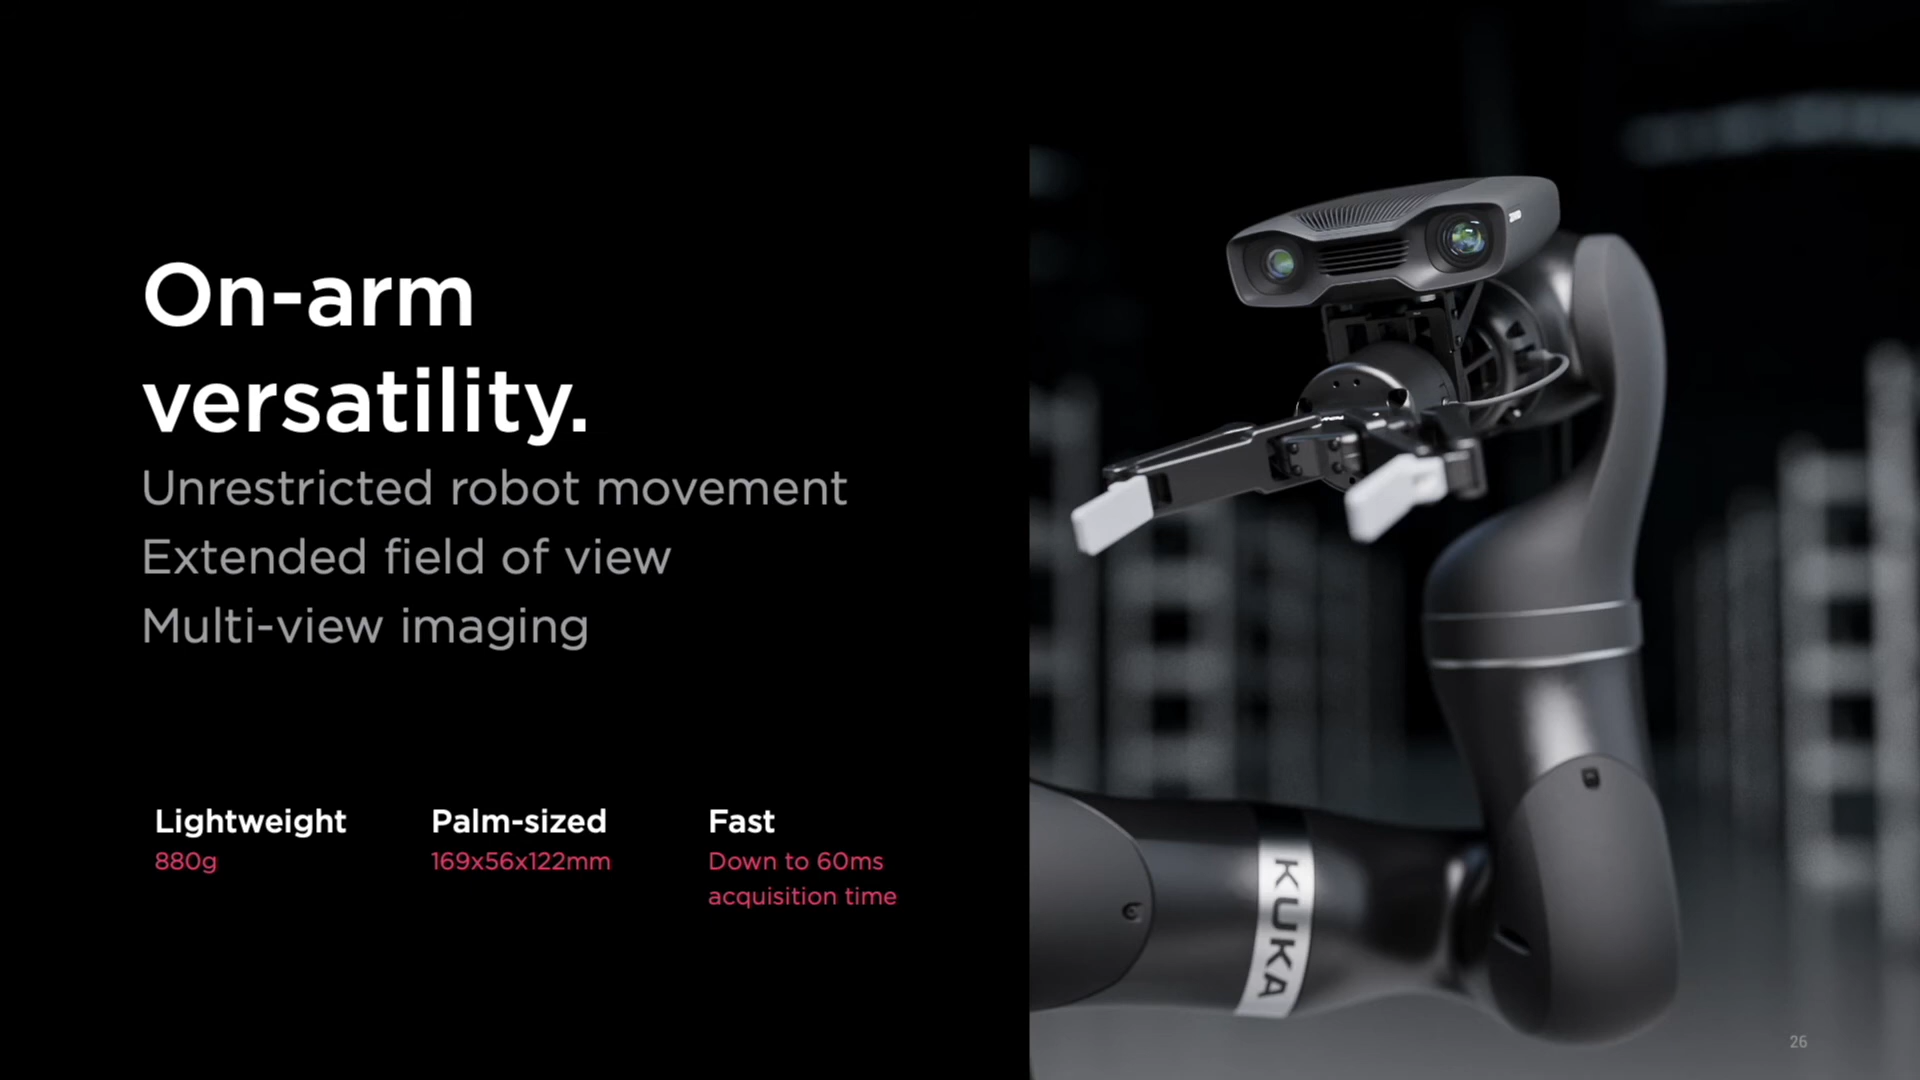 On-arm
versatility.
Unrestricted robot movement
Extended field of view
Multi-view imaging
Lightweight
880g
Palm-sized
169x56x122mm
Fast
Down to 60ms
acquisition time
KUKA
26